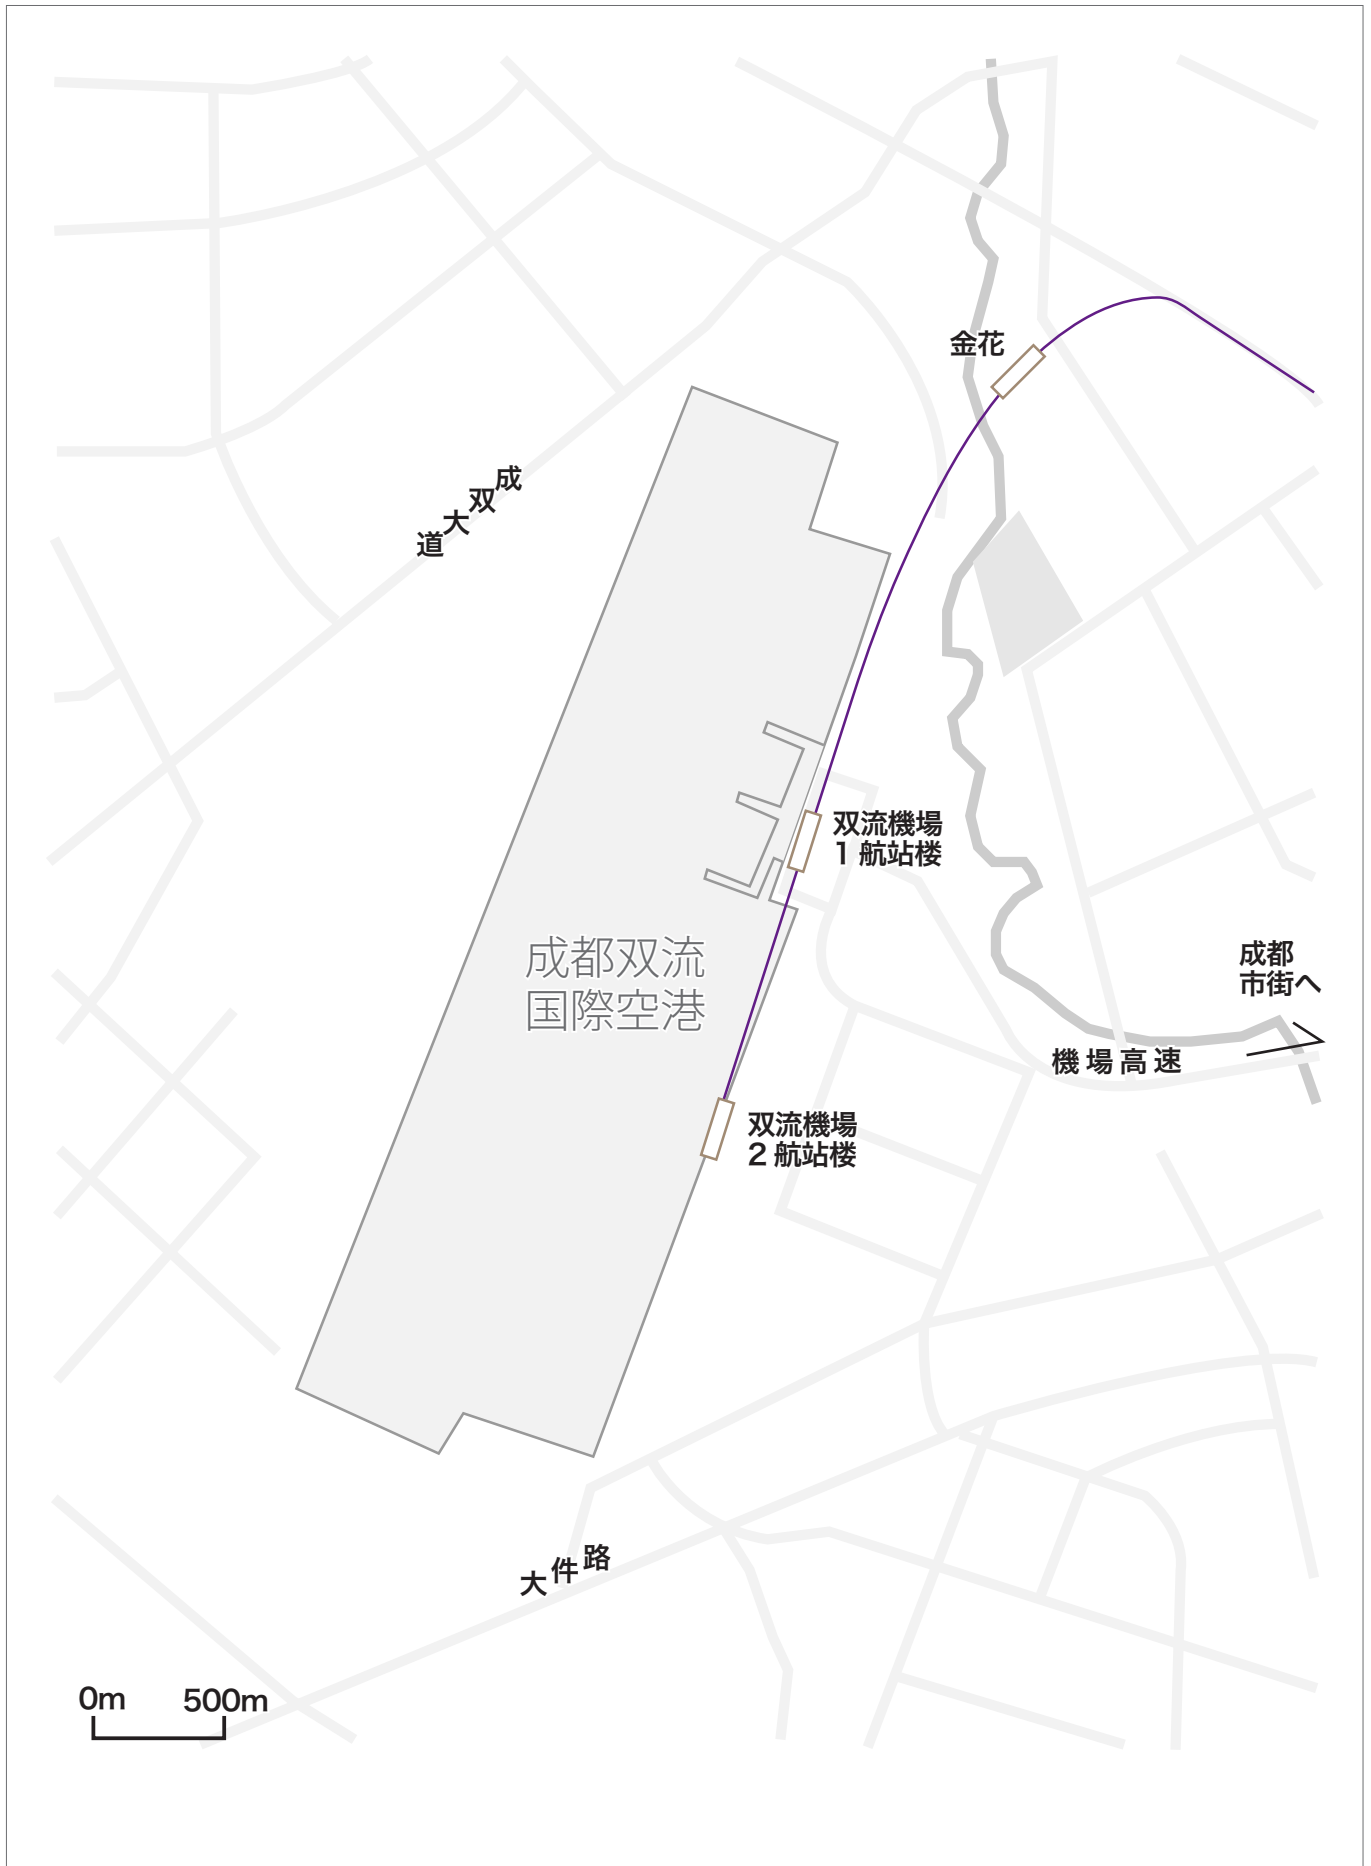 金花
成双大道
双流機場
1 航站楼
成都双流
国際空港
成都
市街へ
機場高速
双流機場
2 航站楼
大件路
0m 500m